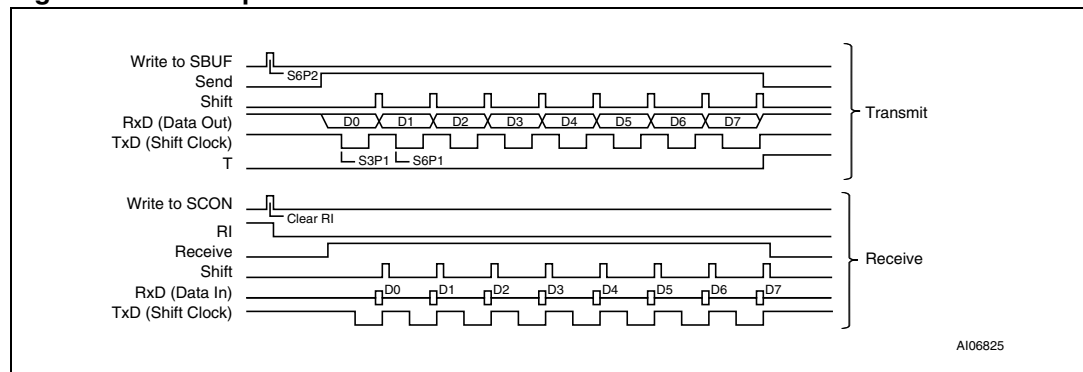 Write to SBUF
S6P2
Send
Shift
RxD (Data Out)
D0 D1 D2 D3 D4 D5 D6 D7
TxD (Shift Clock)
S3P1 S6P1
T
Transmit
Write to SCON
Clear RI
RI
Receive
Receive
Shift
RxD (Data In)
D0 D1 D2 D3 D4 D5 D6 D7
TxD (Shift Clock)
AI06825